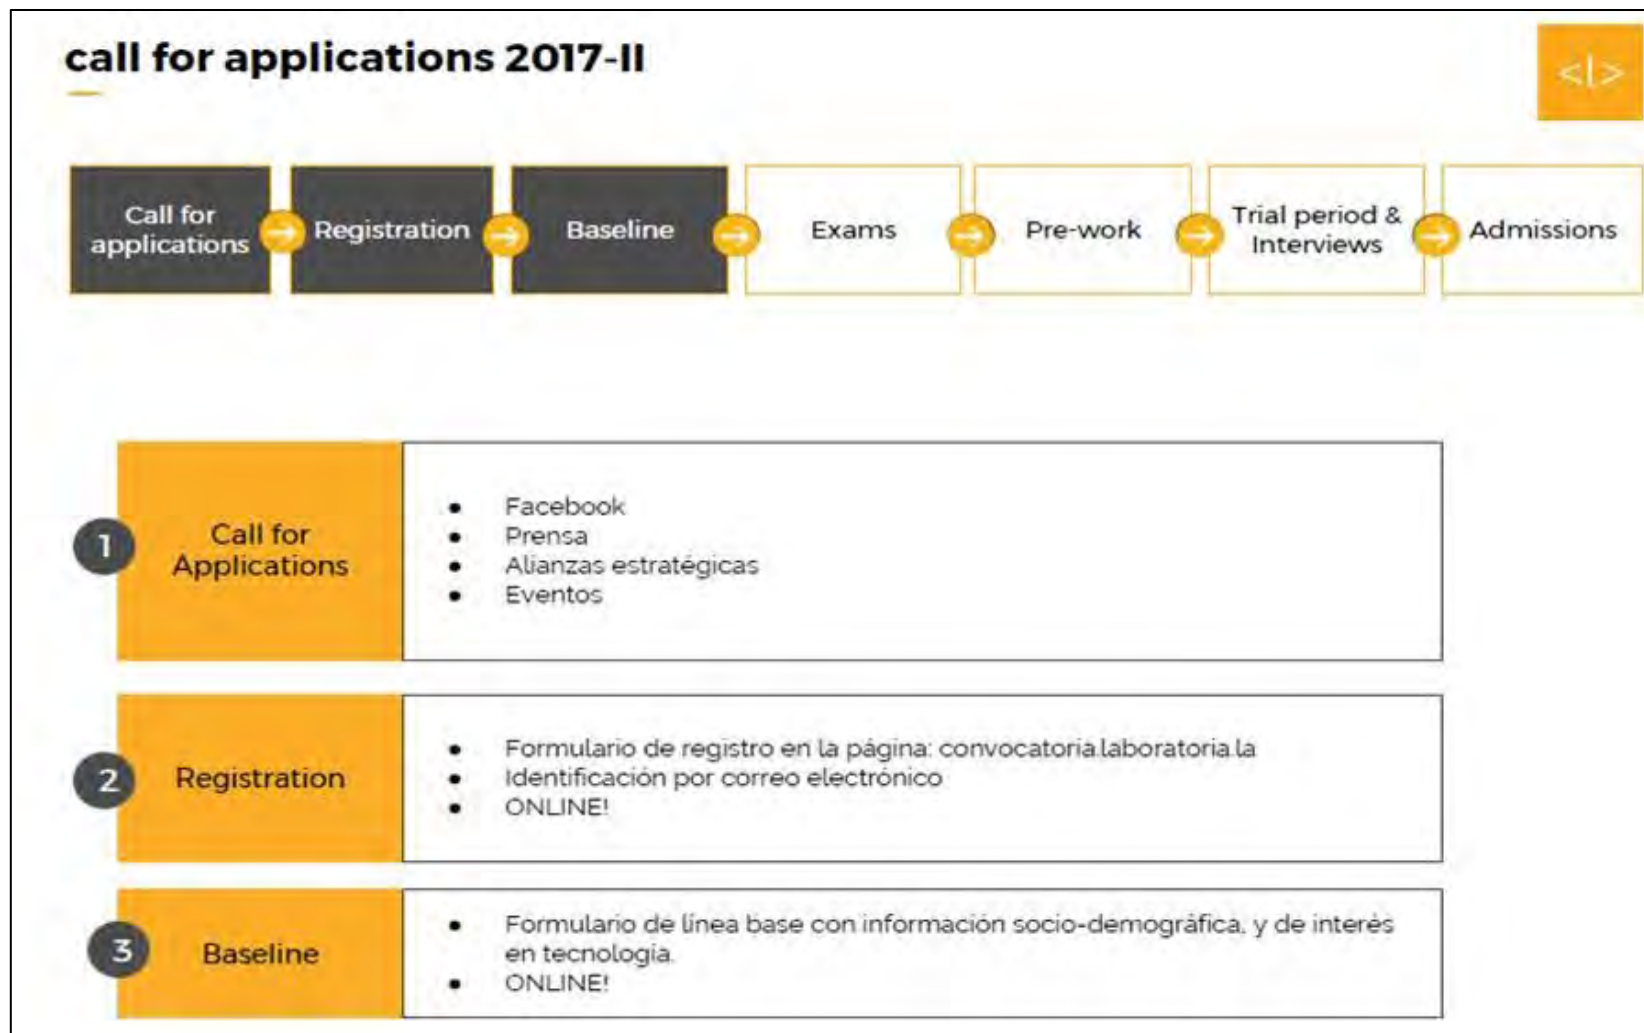 call for applications 2017-II
<|>
Call for
applications
Registration
Baseline
Exams
Pre-work
Trial period &
Interviews
Admissions
1
Call for
Applications
● Facebook
● Prensa
● Alianzas estratégicas
● Eventos
2
Registration
● Formulario de registro en la página: convocatoria.laboratoria.la
● Identificación por correo electrónico
● ONLINE!
3
Baseline
● Formulario de línea base con información socio-demográfica, y de interés
en tecnología.
● ONLINE!